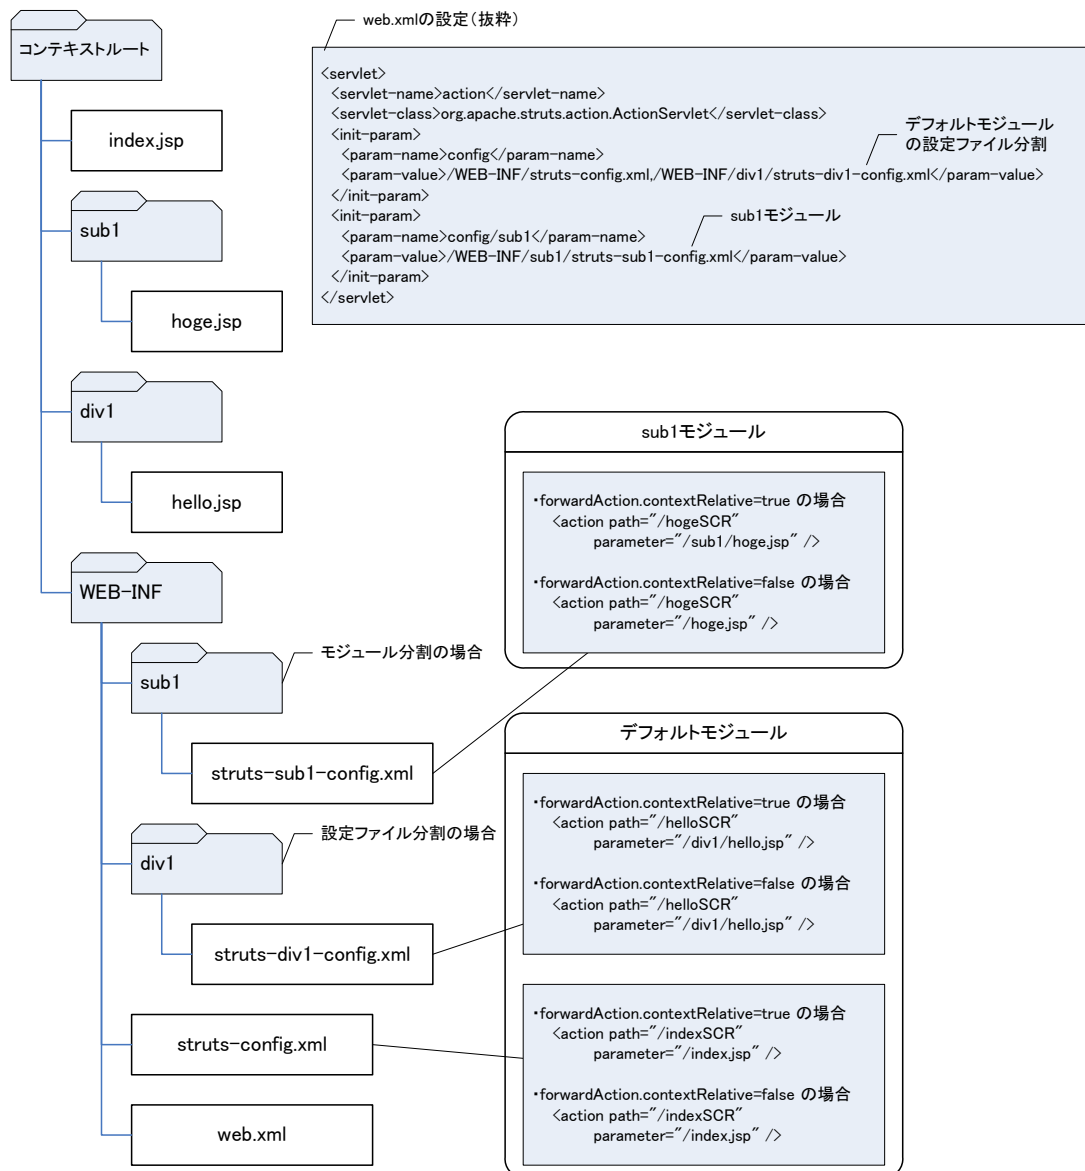 コンテキストルート
index.jsp
sub1
hoge.jsp
div1
hello.jsp
WEB-INF
sub1
モジュール分割の場合
struts-sub1-config.xml
div1
設定ファイル分割の場合
struts-div1-config.xml
struts-config.xml
web.xml
web.xmlの設定(抜粋)
<servlet>
<servlet-name>action</servlet-name>
<servlet-class>org.apache.struts.action.ActionServlet</servlet-class>
<init-param>
<param-name>config</param-name>
<param-value>/WEB-INF/struts-config.xml,/WEB-INF/div1/struts-div1-config.xml</param-value>
</init-param>
<init-param>
<param-name>config/sub1</param-name>
<param-value>/WEB-INF/sub1/struts-sub1-config.xml</param-value>
</init-param>
</servlet>
デフォルトモジュール
の設定ファイル分割
sub1モジュール
sub1モジュール
・forwardAction.contextRelative=true の場合
<action path="/hogeSCR"
parameter="/sub1/hoge.jsp" />
・forwardAction.contextRelative=false の場合
<action path="/hogeSCR"
parameter="/hoge.jsp" />
デフォルトモジュール
・forwardAction.contextRelative=true の場合
<action path="/helloSCR"
parameter="/div1/hello.jsp" />
・forwardAction.contextRelative=false の場合
<action path="/helloSCR"
parameter="/div1/hello.jsp" />
・forwardAction.contextRelative=true の場合
<action path="/indexSCR"
parameter="/index.jsp" />
・forwardAction.contextRelative=false の場合
<action path="/indexSCR"
parameter="/index.jsp" />